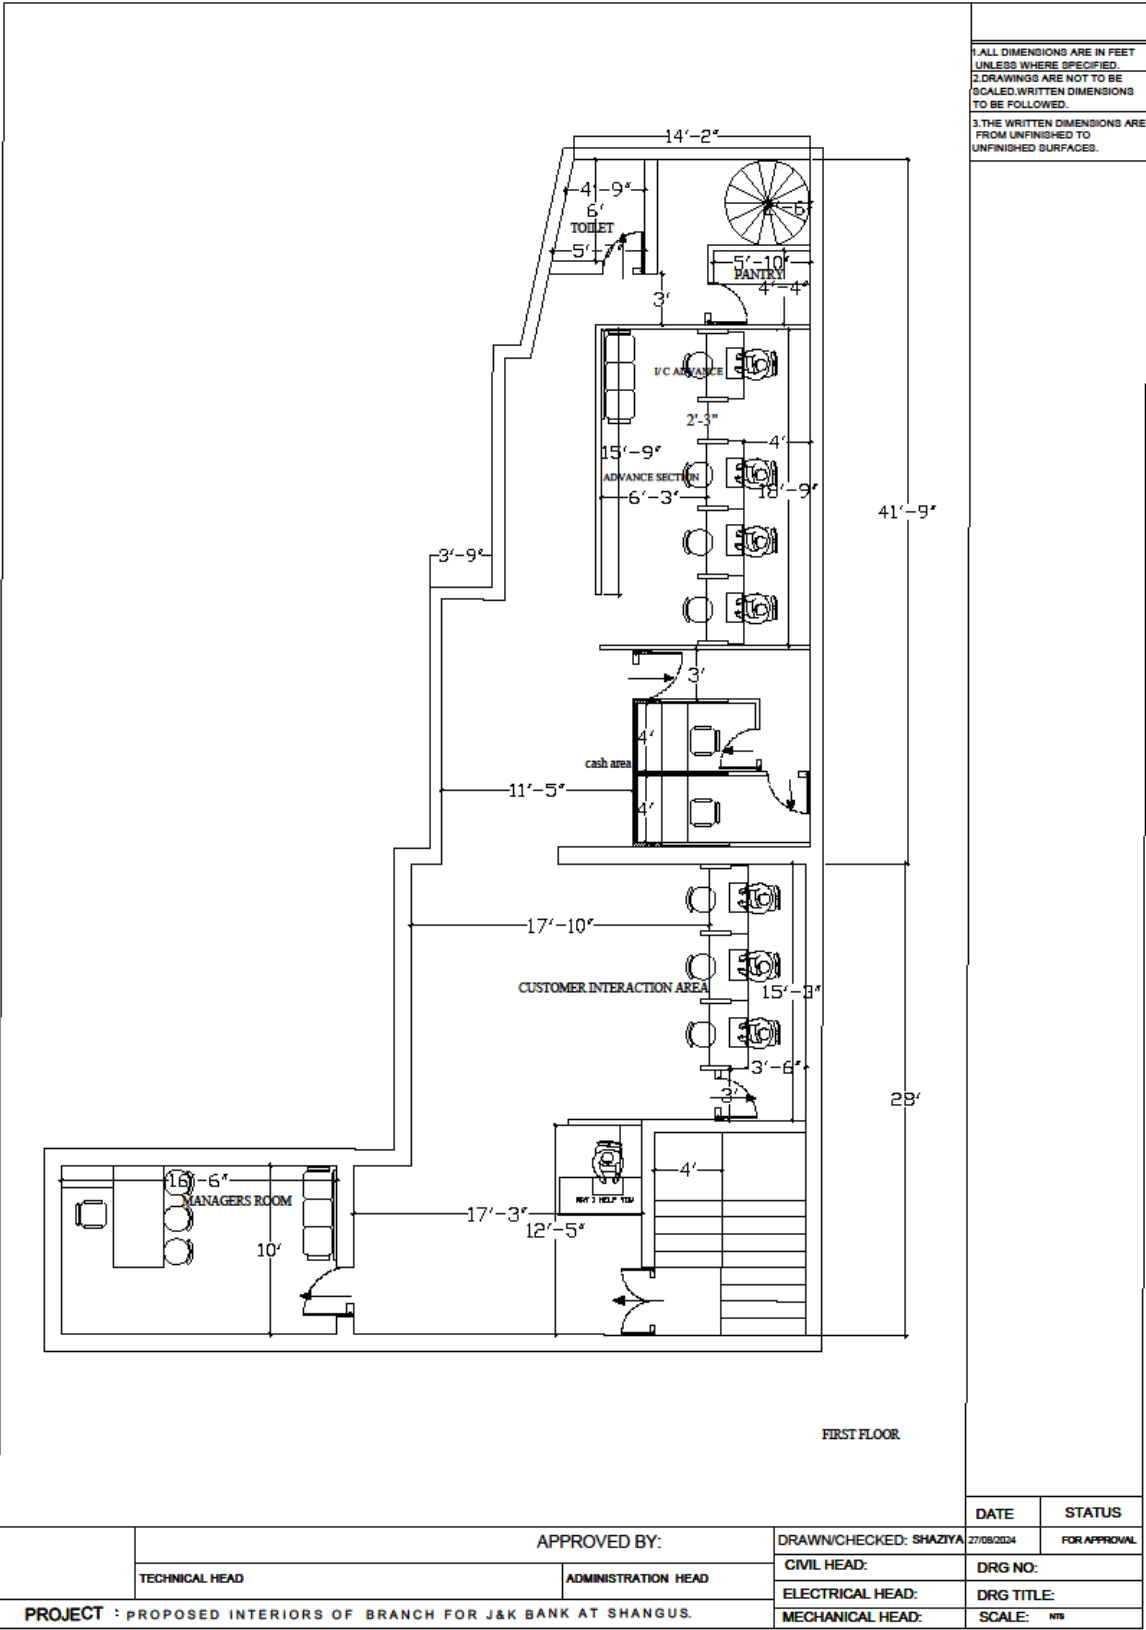 1.ALL DIMENSIONS ARE IN FEET
UNLESS WHERE SPECIFIED.
2.DRAWINGS ARE NOT TO BE
SCALED.WRITTEN DIMENSIONS
TO BE FOLLOWED.
3.THE WRITTEN DIMENSIONS ARE
FROM UNFINISHED TO
UNFINISHED SURFACES.
14'-2"
4'-9"
6'
TOILET
5'-7"
5'-10"
PANTRY
4'-4"
3'
I/C ADVANCE
2'-3"
4'
15'-9"
ADVANCE SECTION
18'-9"
6'-3"
41'-9"
3'-9"
3'
4'
cash area
11'-5"
4'
17'-10"
CUSTOMER INTERACTION AREA
15'-3"
3'-6"
3'
28'
4'
16'-6"
MANAGERS ROOM
MAY I HELP YOU
17'-3"
12'-5"
10'
FIRST FLOOR
DATE
STATUS
APPROVED BY:
DRAWN/CHECKED: SHAZIYA
27/08/2024
FOR APPROVAL
CIVIL HEAD:
DRG NO:
TECHNICAL HEAD
ADMINISTRATION HEAD
ELECTRICAL HEAD:
DRG TITLE:
PROJECT : PROPOSED INTERIORS OF BRANCH FOR J&K BANK AT SHANGUS.
MECHANICAL HEAD:
SCALE: NTS